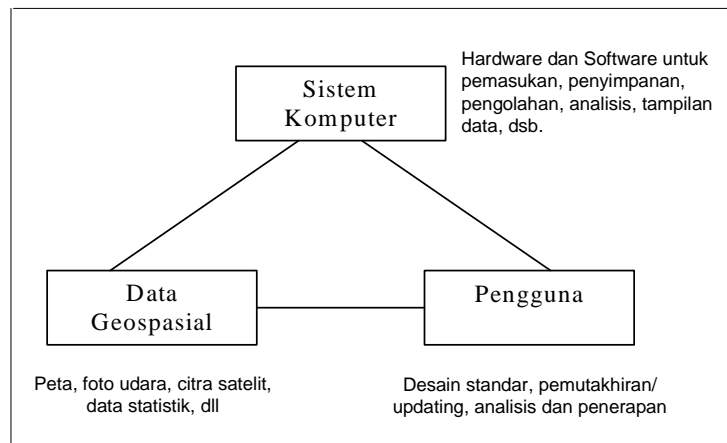 Sistem
Komputer
Hardware dan Software untuk
pemasukan, penyimpanan,
pengolahan, analisis, tampilan
data, dsb.
Data
Geospasial
Pengguna
Peta, foto udara, citra satelit,
data statistik, dll
Desain standar, pemutakhiran/
updating, analisis dan penerapan